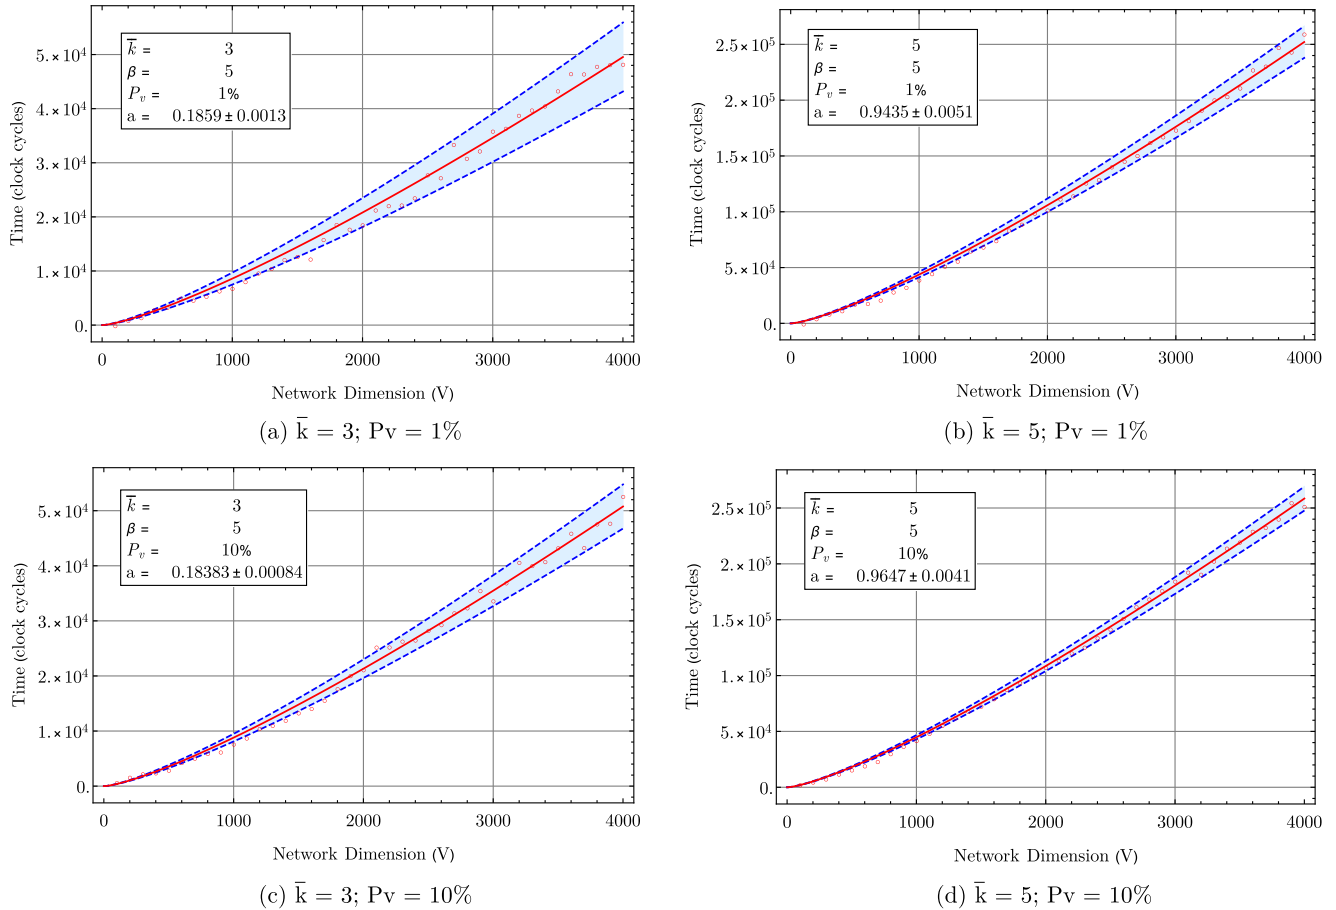 k̅ = 3
β = 5
P_v = 1%
a = 0.1859 ± 0.0013
5.×10⁴
4.×10⁴
3.×10⁴
2.×10⁴
1.×10⁴
0.
Time (clock cycles)
0 1000 2000 3000 4000
Network Dimension (V)
(a) k̅ = 3; Pv = 1%
k̅ = 5
β = 5
P_v = 1%
a = 0.9435 ± 0.0051
2.5×10⁵
2.×10⁵
1.5×10⁵
1.×10⁵
5.×10⁴
0.
Time (clock cycles)
0 1000 2000 3000 4000
Network Dimension (V)
(b) k̅ = 5; Pv = 1%
k̅ = 3
β = 5
P_v = 10%
a = 0.18383 ± 0.00084
5.×10⁴
4.×10⁴
3.×10⁴
2.×10⁴
1.×10⁴
0.
Time (clock cycles)
0 1000 2000 3000 4000
Network Dimension (V)
(c) k̅ = 3; Pv = 10%
k̅ = 5
β = 5
P_v = 10%
a = 0.9647 ± 0.0041
2.5×10⁵
2.×10⁵
1.5×10⁵
1.×10⁵
5.×10⁴
0.
Time (clock cycles)
0 1000 2000 3000 4000
Network Dimension (V)
(d) k̅ = 5; Pv = 10%